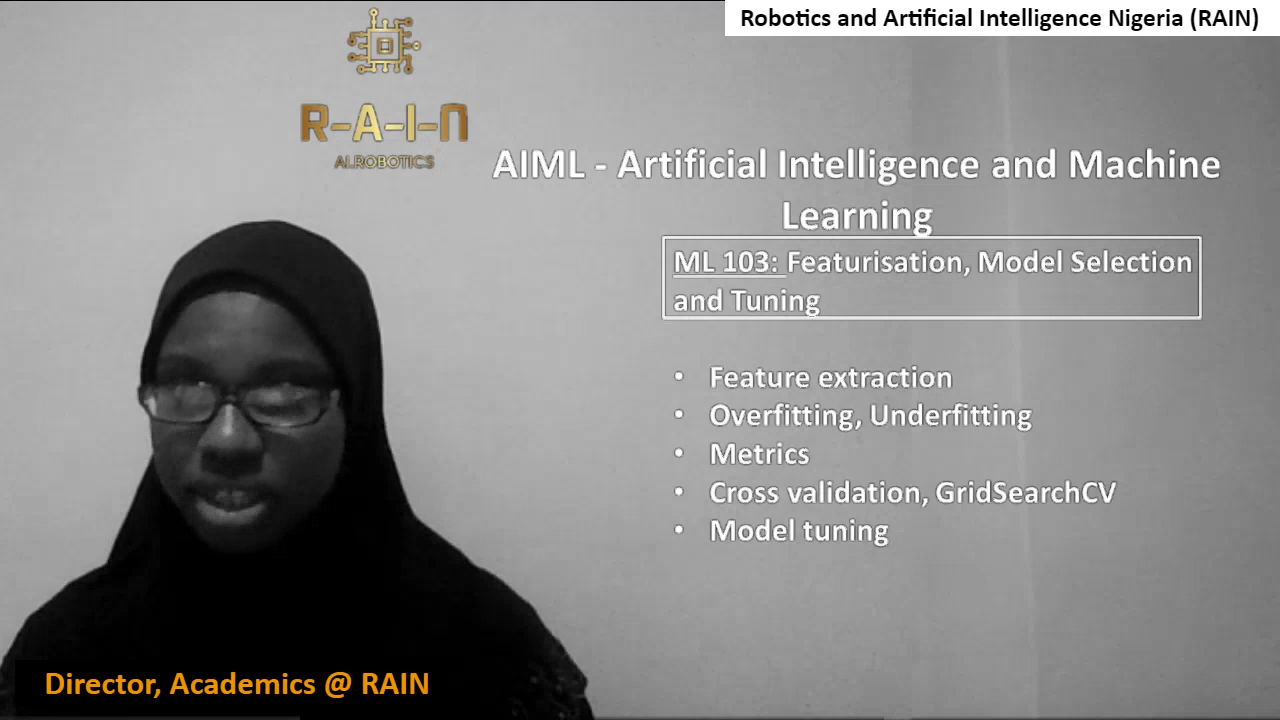 Robotics and Artificial Intelligence Nigeria (RAIN)
R-A-I-N
AI.ROBOTICS
AIML - Artificial Intelligence and Machine
Learning
ML 103: Featurisation, Model Selection
and Tuning
• Feature extraction
• Overfitting, Underfitting
• Metrics
• Cross validation, GridSearchCV
• Model tuning
Director, Academics @ RAIN